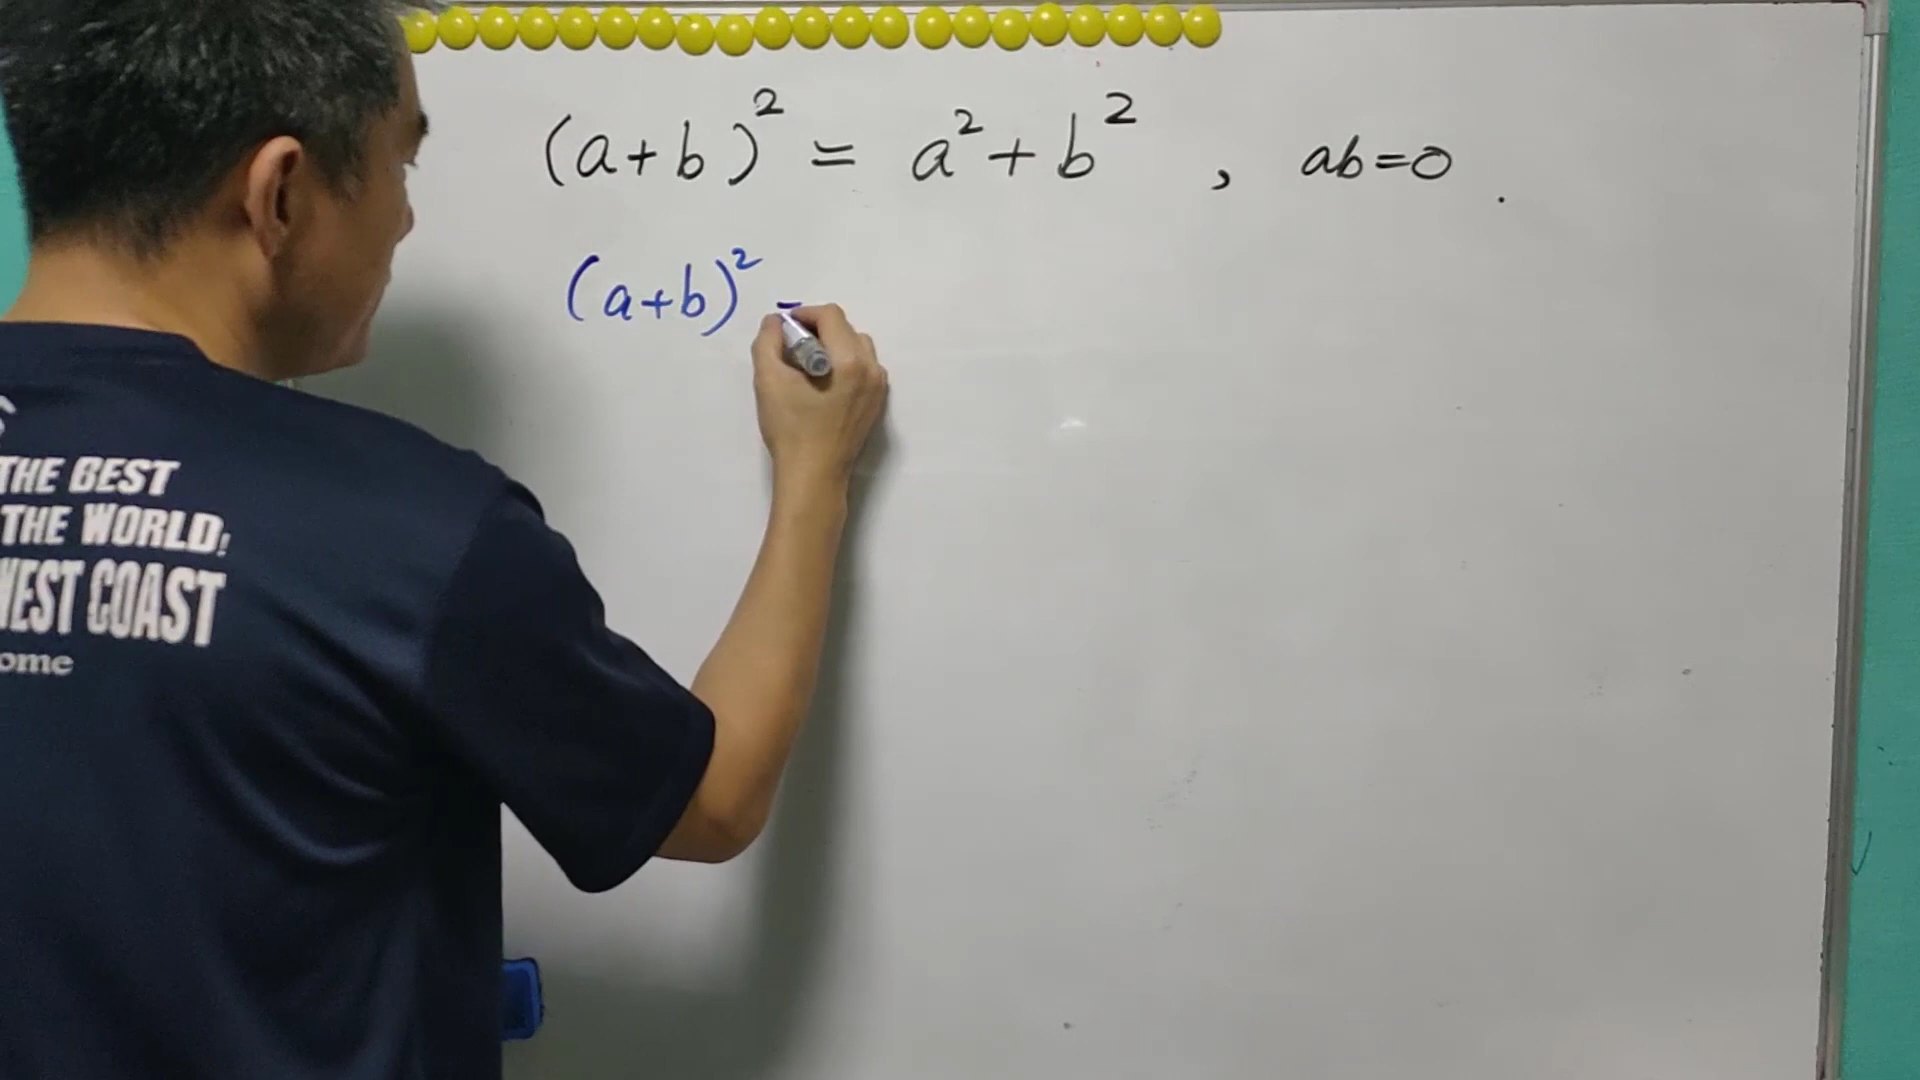 (a+b)² = a² + b² , ab=0 .
(a+b)² -
THE BEST
THE WORLD!
WEST COAST
ome